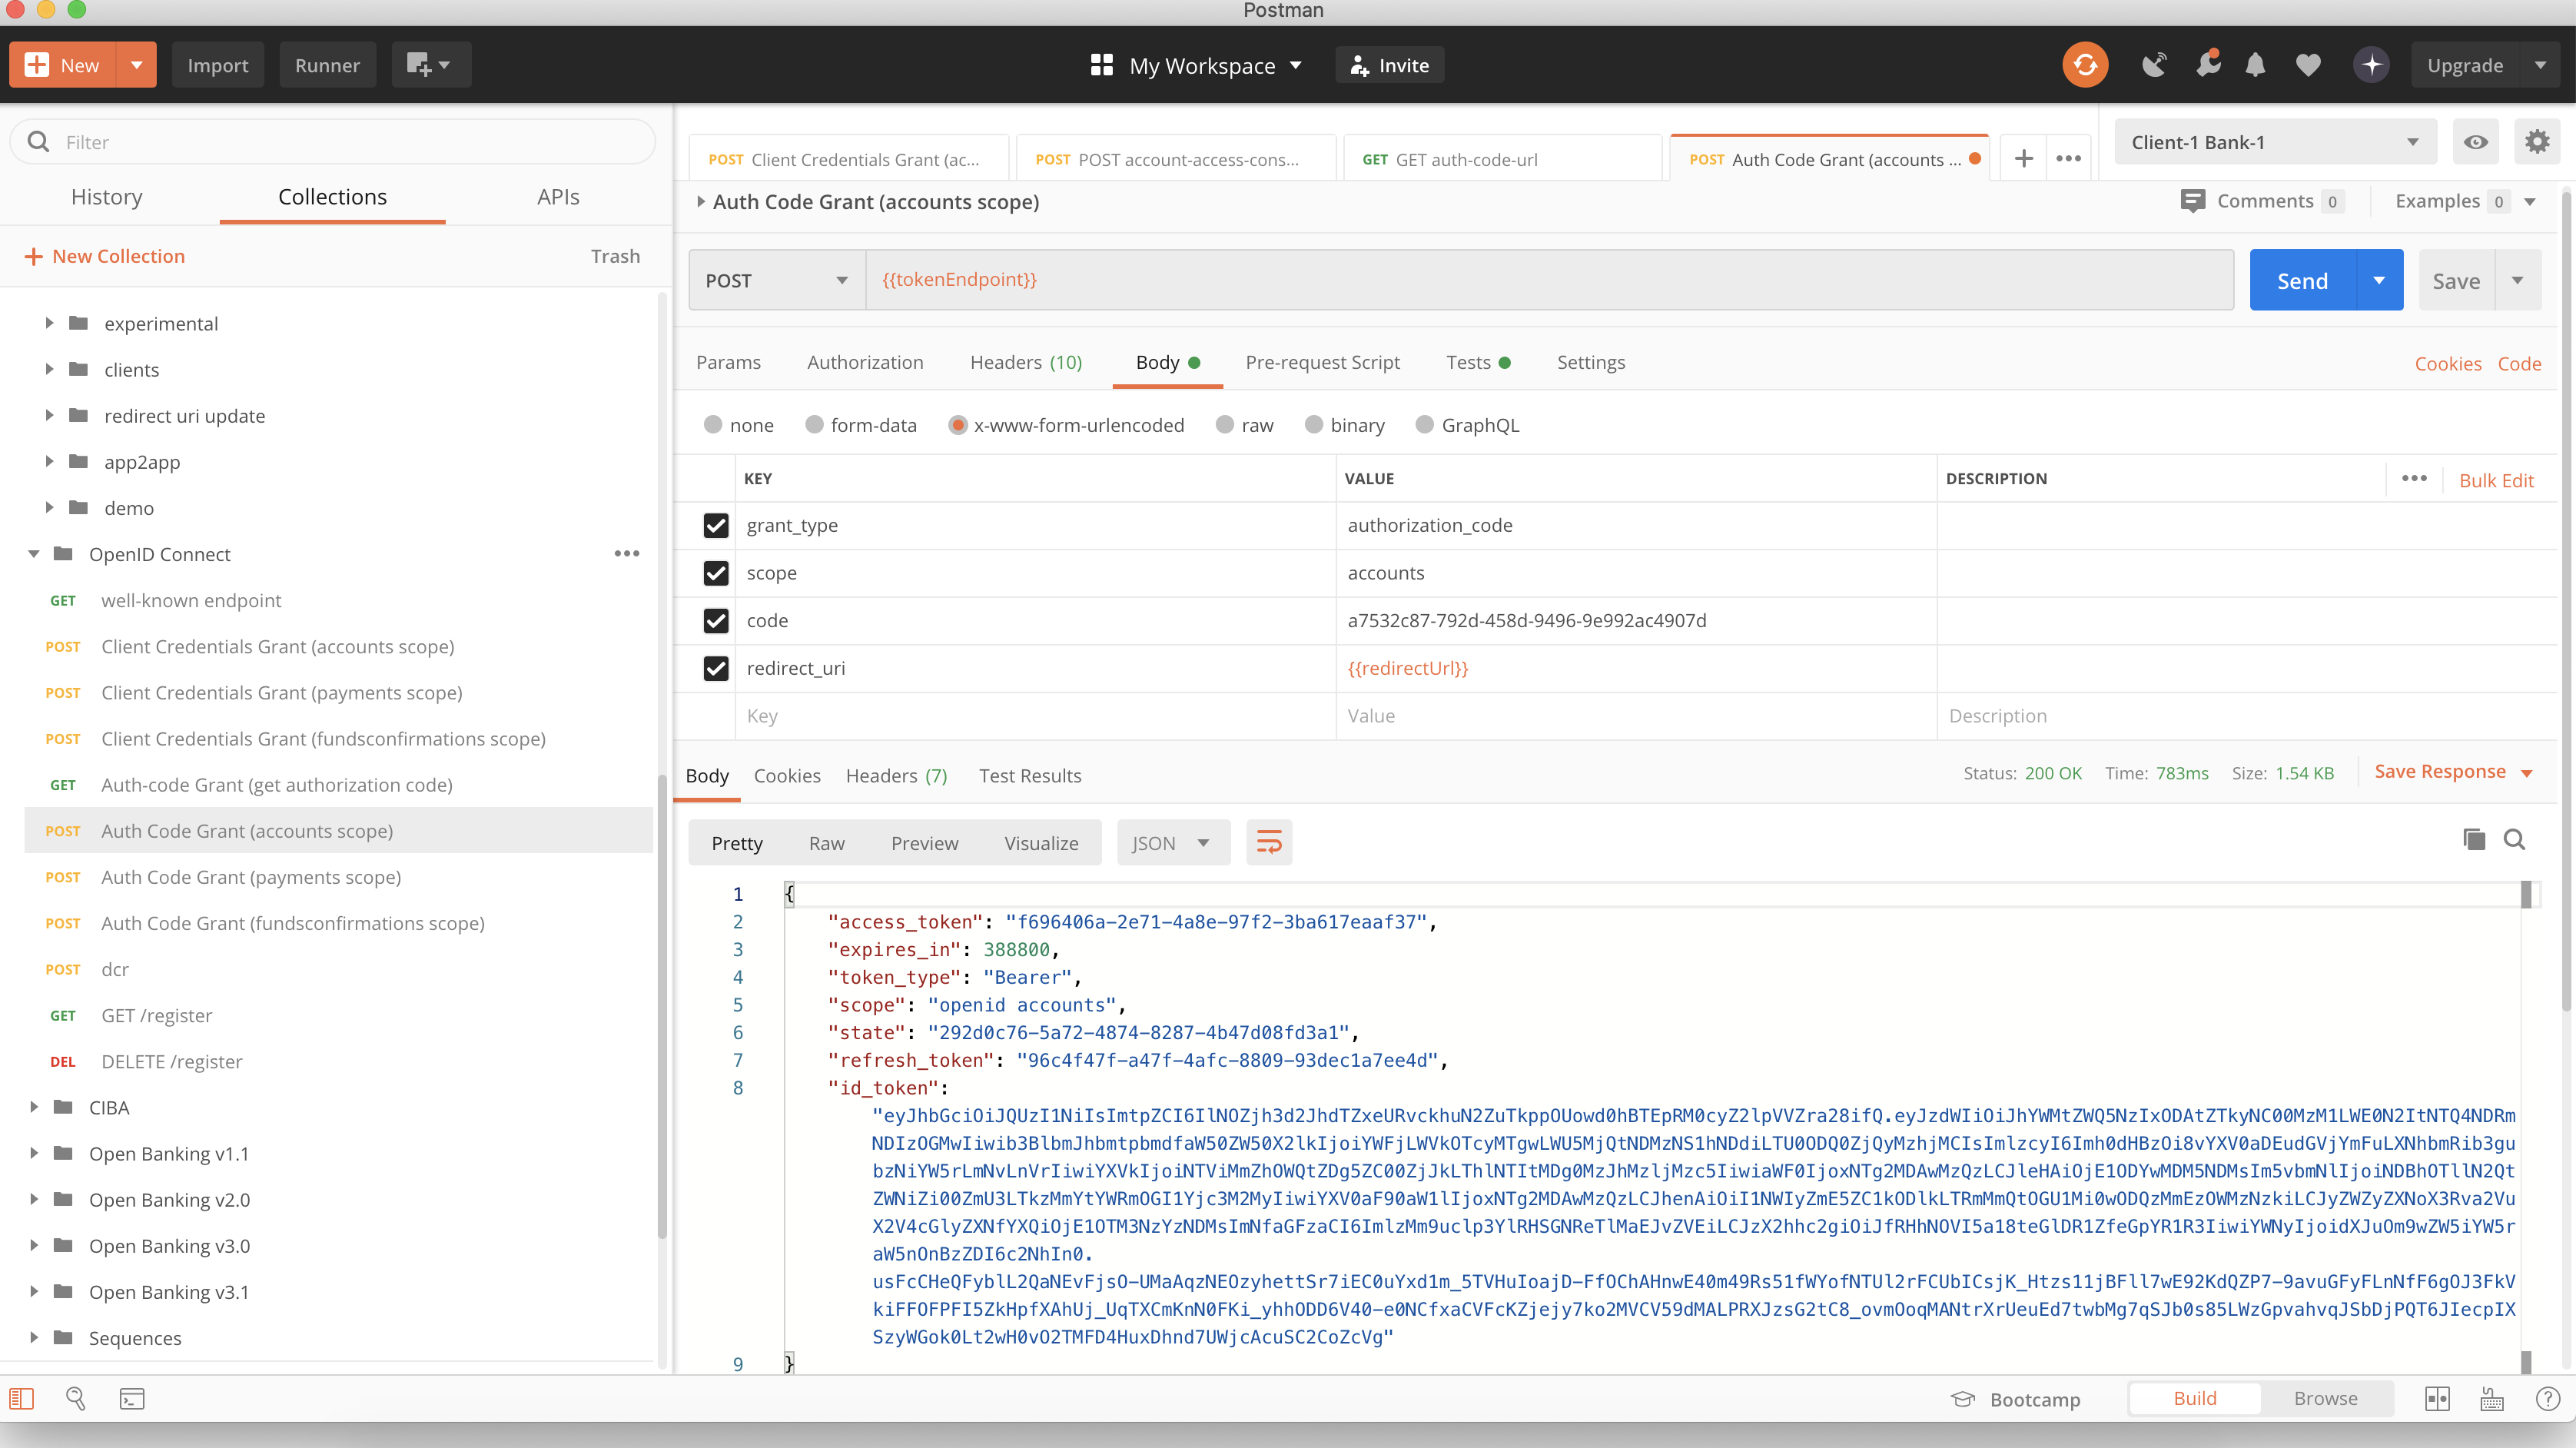 Postman
New
Import
Runner
My Workspace
Invite
Upgrade
Filter
History
Collections
APIs
New Collection
Trash
experimental
clients
redirect uri update
app2app
demo
OpenID Connect
GET well-known endpoint
POST Client Credentials Grant (accounts scope)
POST Client Credentials Grant (payments scope)
POST Client Credentials Grant (fundsconfirmations scope)
GET Auth-code Grant (get authorization code)
POST Auth Code Grant (accounts scope)
POST Auth Code Grant (payments scope)
POST Auth Code Grant (fundsconfirmations scope)
POST dcr
GET GET /register
DEL DELETE /register
CIBA
Open Banking v1.1
Open Banking v2.0
Open Banking v3.0
Open Banking v3.1
Sequences
POST Client Credentials Grant (ac...
POST POST account-access-cons...
GET GET auth-code-url
POST Auth Code Grant (accounts ...
Client-1 Bank-1
Auth Code Grant (accounts scope)
Comments 0
Examples 0
POST {{tokenEndpoint}}
Send
Save
Params Authorization Headers (10) Body Pre-request Script Tests Settings
Cookies Code
none form-data x-www-form-urlencoded raw binary GraphQL
KEY VALUE DESCRIPTION Bulk Edit
grant_type authorization_code
scope accounts
code a7532c87-792d-458d-9496-9e992ac4907d
redirect_uri {{redirectUrl}}
Key Value Description
Body Cookies Headers (7) Test Results
Status: 200 OK Time: 783ms Size: 1.54 KB Save Response
Pretty Raw Preview Visualize JSON
1 {
2 "access_token": "f696406a-2e71-4a8e-97f2-3ba617eaaf37",
3 "expires_in": 388800,
4 "token_type": "Bearer",
5 "scope": "openid accounts",
6 "state": "292d0c76-5a72-4874-8287-4b47d08fd3a1",
7 "refresh_token": "96c4f47f-a47f-4afc-8809-93dec1a7ee4d",
8 "id_token":
"eyJhbGciOiJQUzI1NiIsImtpZCI6IlNOZjh3d2JhdTZxeURvckhuN2ZuTkppOUowd0hBTEpRM0cyZ2lpVVZra28ifQ.eyJzdWIiOiJhYWMtZWQ5NzIxODAtZTkyNC00MzM1LWE0N2ItNTQ4NDRm
NDIzOGMwIiwib3BlbmJhbmtpbmdfaW50ZW50X2lkIjoiYWFjLWVkOTcyMTgwLWU5MjQtNDMzNS1hNDdiLTU0ODQ0ZjQyMzhjMCIsImlzcyI6Imh0dHBzOi8vYXV0aDEudGVjYmFuLXNhbmRib3gu
bzNiYW5rLmNvLnVrIiwiYXVkIjoiNTViMmZhOWQtZDg5ZC00ZjJkLThlNTItMDg0MzJhMzljMzc5IiwiaWF0IjoxNTg2MDAwMzQzLCJleHAiOjE1ODYwMDM5NDMsIm5vbmNlIjoiNDBhOTllN2Qt
ZWNiZi00ZmU3LTkzMmYtYWRmOGI1Yjc3M2MyIiwiYXV0aF90aW1lIjoxNTg2MDAwMzQzLCJhenAiOiI1NWIyZmE5ZC1kODlkLTRmMmQtOGU1Mi0wODQzMmEzOWMzNzkiLCJyZWZyZXNoX3Rva2Vu
X2V4cGlyZXNfYXQiOjE1OTM3NzYzNDMsImNfaGFzaCI6ImlzMm9uclp3YlRHSGNReTlMaEJvZVEiLCJzX2hhc2giOiJfRHhNOVI5a18teGlDR1ZfeGpYR1R3IiwiYWNyIjoidXJuOm9wZW5iYW5r
aW5nOnBzZDI6c2NhIn0.
usFcCHeQFyblL2QaNEvFjsO-UMaAqzNEOzyhettSr7iEC0uYxd1m_5TVHuIoajD-FfOChAHnwE40m49Rs51fWYofNTUl2rFCUbICsjK_Htzs11jBFll7wE92KdQZP7-9avuGFyFLnNfF6gOJ3FkV
kiFFOFPFI5ZkHpfXAhUj_UqTXCmKnN0FKi_yhhODD6V40-e0NCfxaCVFcKZjejy7ko2MVCV59dMALPRXJzsG2tC8_ovmOoqMANtrXrUeuEd7twbMg7qSJb0s85LWzGpvahvqJSbDjPQT6JIecpIX
SzyWGok0Lt2wH0vO2TMFD4HuxDhnd7UWjcAcuSC2CoZcVg"
9 }
Bootcamp
Build
Browse